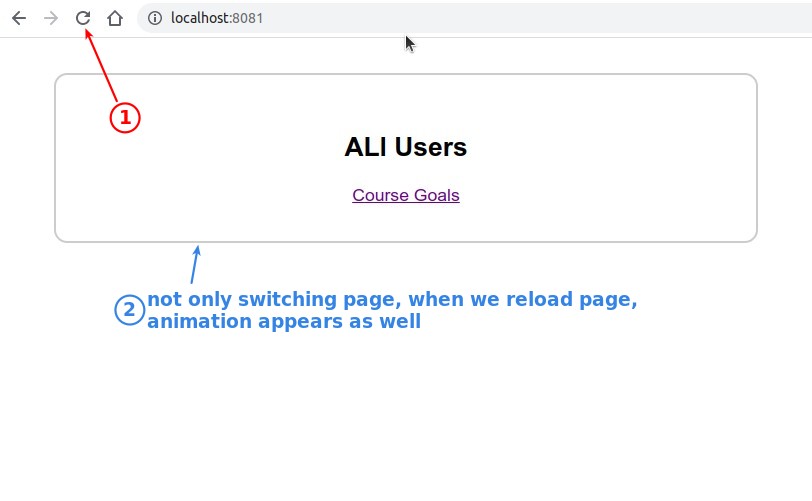 localhost:8081
1
ALl Users
Course Goals
2
not only switching page, when we reload page,
animation appears as well